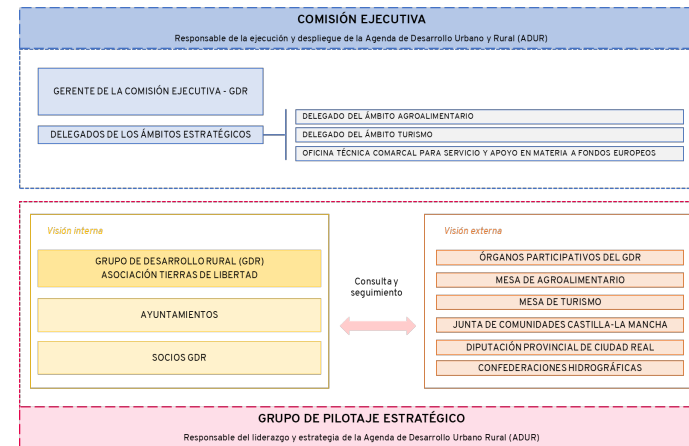 COMISIÓN EJECUTIVA
Responsable de la ejecución y despliegue de la Agenda de Desarrollo Urbano y Rural (ADUR)
GERENTE DE LA COMISIÓN EJECUTIVA - GDR
DELEGADOS DE LOS ÁMBITOS ESTRATÉGICOS
DELEGADO DEL ÁMBITO AGROALIMENTARIO
DELEGADO DEL ÁMBITO TURISMO
OFICINA TÉCNICA COMARCAL PARA SERVICIO Y APOYO EN MATERIA A FONDOS EUROPEOS
Visión interna
GRUPO DE DESARROLLO RURAL (GDR)
ASOCIACIÓN TIERRAS DE LIBERTAD
AYUNTAMIENTOS
SOCIOS GDR
Consulta y
seguimiento
Visión externa
ÓRGANOS PARTICIPATIVOS DEL GDR
MESA DE AGROALIMENTARIO
MESA DE TURISMO
JUNTA DE COMUNIDADES CASTILLA-LA MANCHA
DIPUTACIÓN PROVINCIAL DE CIUDAD REAL
CONFEDERACIONES HIDROGRÁFICAS
GRUPO DE PILOTAJE ESTRATÉGICO
Responsable del liderazgo y estrategia de la Agenda de Desarrollo Urbano Rural (ADUR)